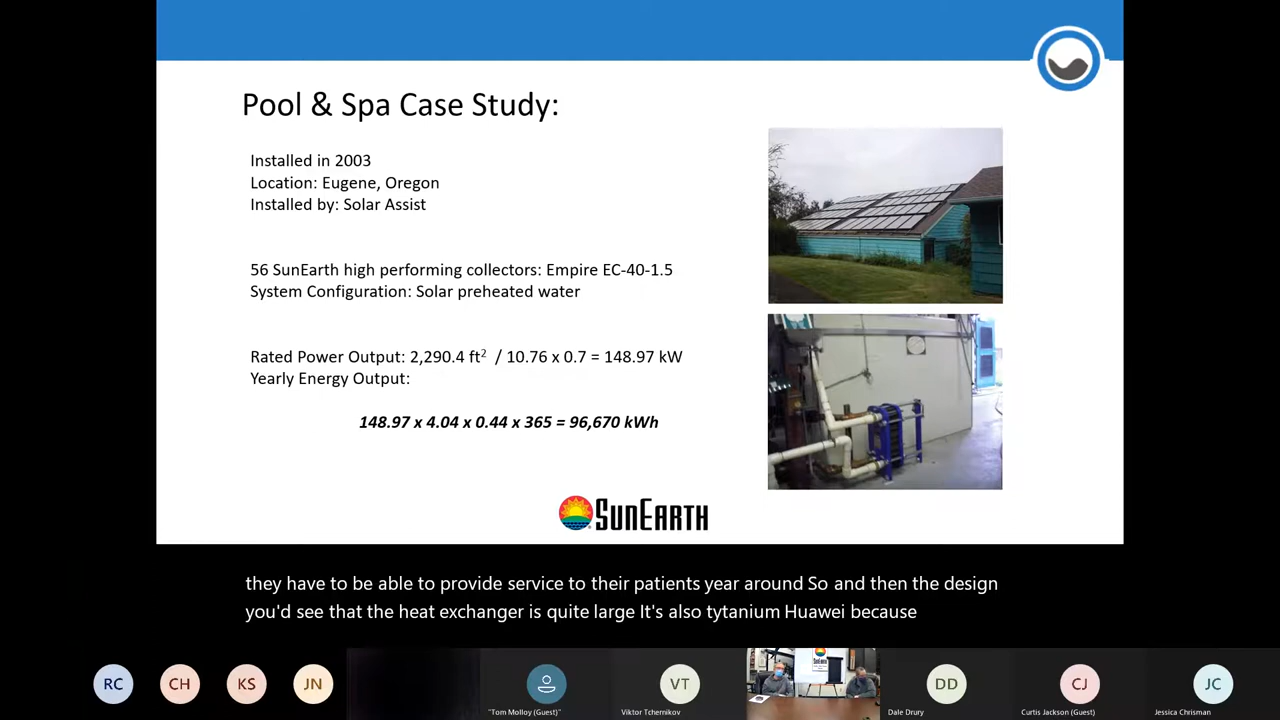 Pool & Spa Case Study:
Installed in 2003
Location: Eugene, Oregon
Installed by: Solar Assist
56 SunEarth high performing collectors: Empire EC-40-1.5
System Configuration: Solar preheated water
Rated Power Output: 2,290.4 ft² / 10.76 x 0.7 = 148.97 kW
Yearly Energy Output:
148.97 x 4.04 x 0.44 x 365 = 96,670 kWh
SUNEARTH
they have to be able to provide service to their patients year around So and then the design
you'd see that the heat exchanger is quite large It's also tytanium Huawei because
RC
CH
KS
JN
VT
DD
CJ
JC
"Tom Molloy (Guest)"
Viktor Tchernikov
Dale Drury
Curtis Jackson (Guest)
Jessica Chrisman